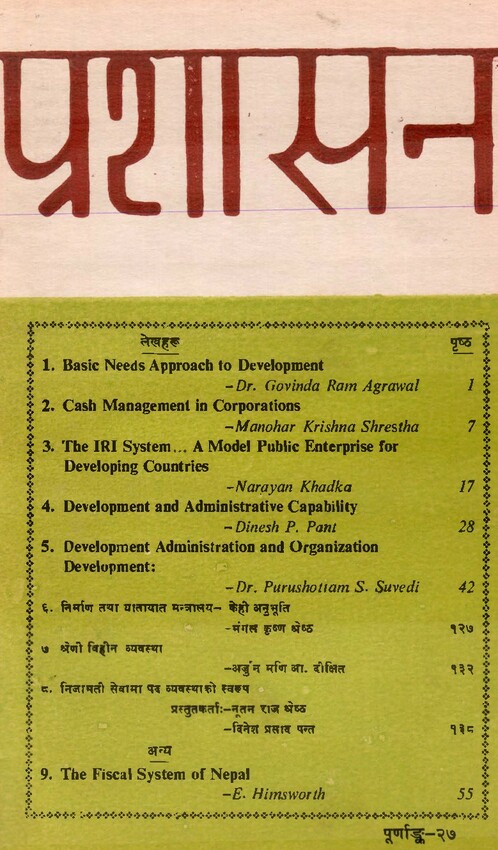 प्रशासन
लेखहरू पृष्ठ
1. Basic Needs Approach to Development
-Dr. Govinda Ram Agrawal 1
2. Cash Management in Corporations
-Manohar Krishna Shrestha 7
3. The IRI System... A Model Public Enterprise for
Developing Countries
-Narayan Khadka 17
4. Development and Administrative Capability
-Dinesh P. Pant 28
5. Development Administration and Organization
Development:
-Dr. Purushottam S. Suvedi 42
६. निर्माण तथा यातायात मन्त्रालय- केही अनुभूति
-मंगल कृष्ण श्रेष्ठ १२७
७ श्रेणी विहीन व्यवस्था
-अर्जुन मणि आ. दीक्षित १३२
८. निजामती सेवामा पद व्यवस्थाको स्वरूप
प्रस्तुतकर्ता:-नूतन राज श्रेष्ठ
-दिनेश प्रसाद पन्त १३८
अन्य
9. The Fiscal System of Nepal
-E. Himsworth 55
पूर्णाङ्क-२७